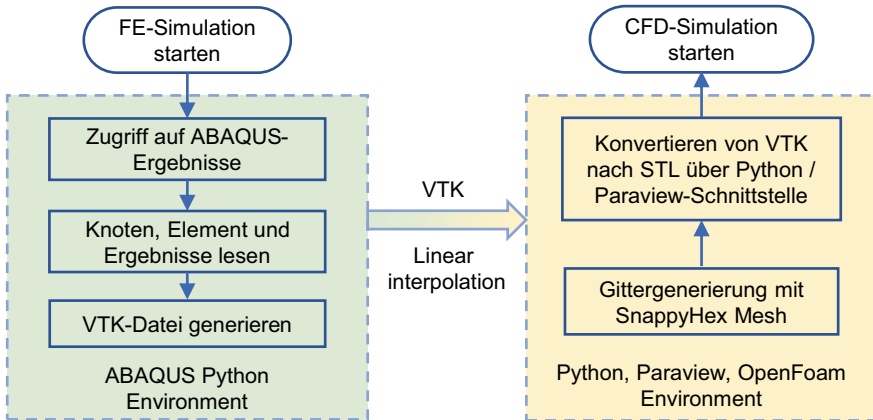 FE-Simulation
starten
Zugriff auf ABAQUS-
Ergebnisse
Knoten, Element und
Ergebnisse lesen
VTK-Datei generieren
ABAQUS Python
Environment
VTK
Linear
interpolation
CFD-Simulation
starten
Konvertieren von VTK
nach STL über Python /
Paraview-Schnittstelle
Gittergenerierung mit
SnappyHex Mesh
Python, Paraview, OpenFoam
Environment